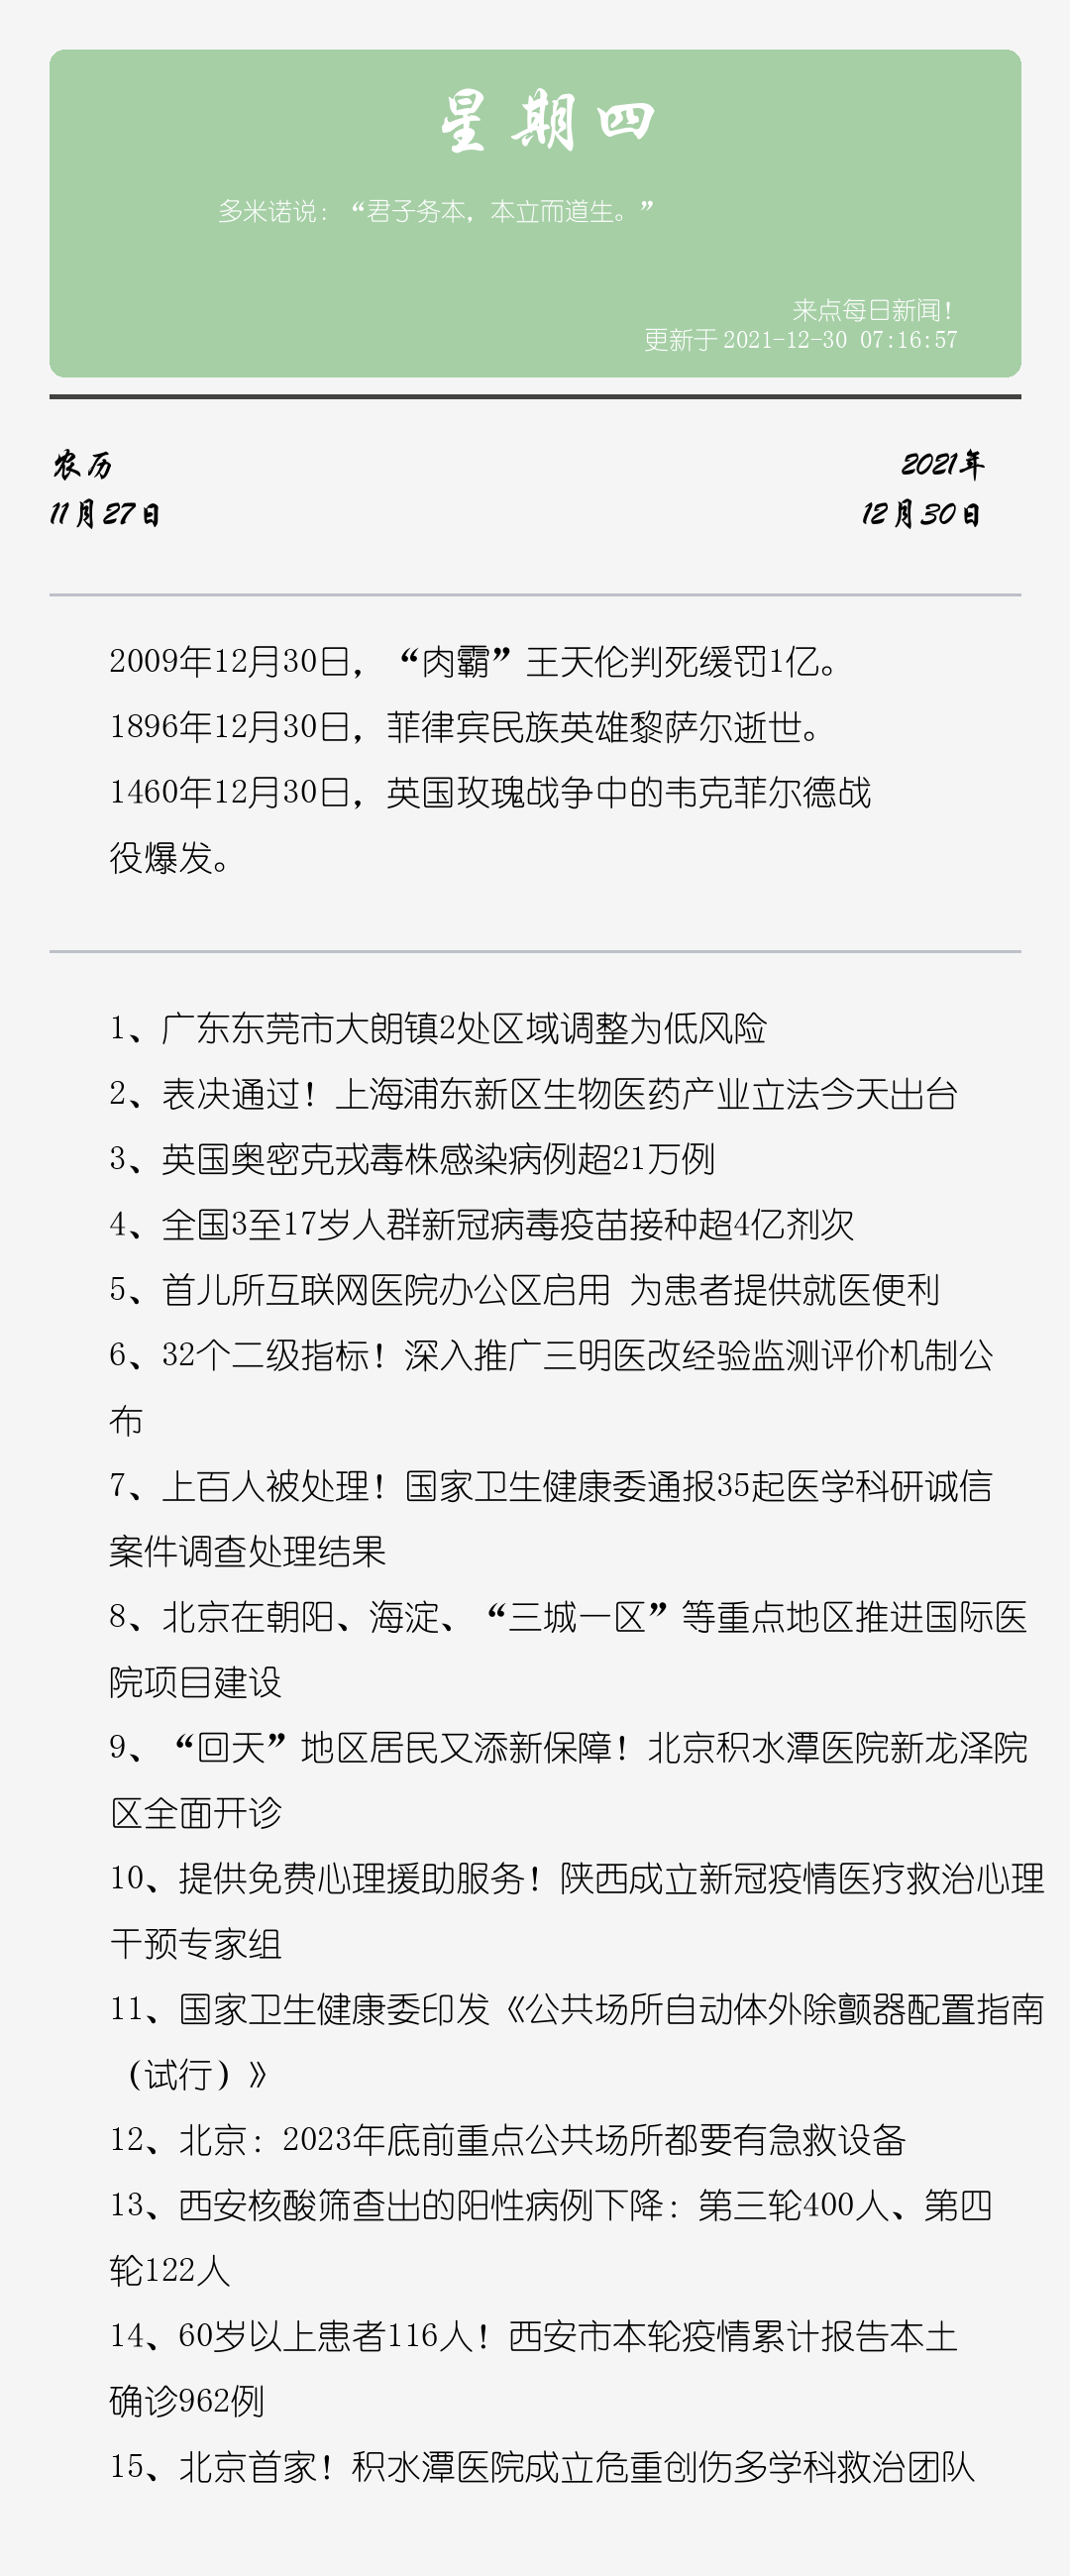 星期四
多米诺说：“君子务本，本立而道生。”
来点每日新闻！
更新于 2021-12-30 07:16:57
农历
2021年
11月27日
12月30日
2009年12月30日，“肉霸”王天伦判死缓罚1亿。
1896年12月30日，菲律宾民族英雄黎萨尔逝世。
1460年12月30日，英国玫瑰战争中的韦克菲尔德战
役爆发。
1、广东东莞市大朗镇2处区域调整为低风险
2、表决通过！上海浦东新区生物医药产业立法今天出台
3、英国奥密克戎毒株感染病例超21万例
4、全国3至17岁人群新冠病毒疫苗接种超4亿剂次
5、首儿所互联网医院办公区启用 为患者提供就医便利
6、32个二级指标！深入推广三明医改经验监测评价机制公
布
7、上百人被处理！国家卫生健康委通报35起医学科研诚信
案件调查处理结果
8、北京在朝阳、海淀、“三城一区”等重点地区推进国际医
院项目建设
9、“回天”地区居民又添新保障！北京积水潭医院新龙泽院
区全面开诊
10、提供免费心理援助服务！陕西成立新冠疫情医疗救治心理
干预专家组
11、国家卫生健康委印发《公共场所自动体外除颤器配置指南
（试行）》
12、北京：2023年底前重点公共场所都要有急救设备
13、西安核酸筛查出的阳性病例下降：第三轮400人、第四
轮122人
14、60岁以上患者116人！西安市本轮疫情累计报告本土
确诊962例
15、北京首家！积水潭医院成立危重创伤多学科救治团队